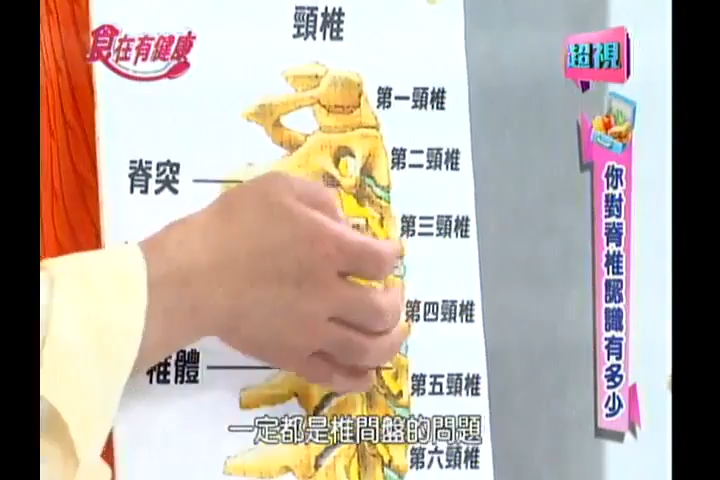 食在有健康
頸椎
超視
第一頸椎
第二頸椎
脊突
第三頸椎
第四頸椎
椎體
第五頸椎
第六頸椎
你對脊椎認識有多少
一定都是椎間盤的問題